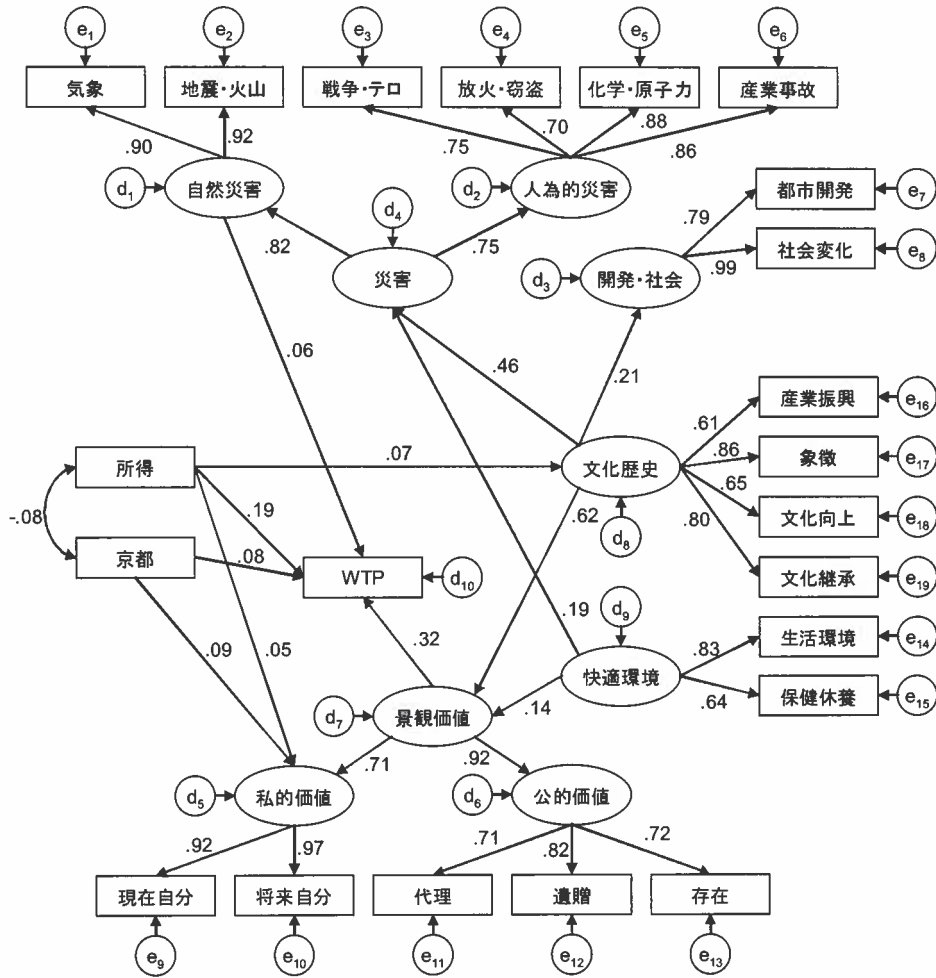 e1 e2 e3 e4 e5 e6
気象 地震・火山 戦争・テロ 放火・窃盗 化学・原子力 産業事故
.90 .92 .75 .70 .88 .86
d1 自然災害 d2 人為的災害
都市開発 e7
d4
.82 .75 .79
社会変化 e8
.99
災害 d3 開発・社会
.06 .46 .21
産業振興 e16
.61
所得 .07 文化歴史 .86 象徴 e17
.65
-.08 .19 .62 d8 .80 文化向上 e18
京都 .08 WTP d10 文化継承 e19
d9
.19
.09 .05 .32 .83 生活環境 e14
快適環境
.64 保健休養 e15
d7 景観価値 .14
.71 .92
d5 私的価値 d6 公的価値
.92 .97 .71 .82 .72
現在自分 将来自分 代理 遺贈 存在
e9 e10 e11 e12 e13